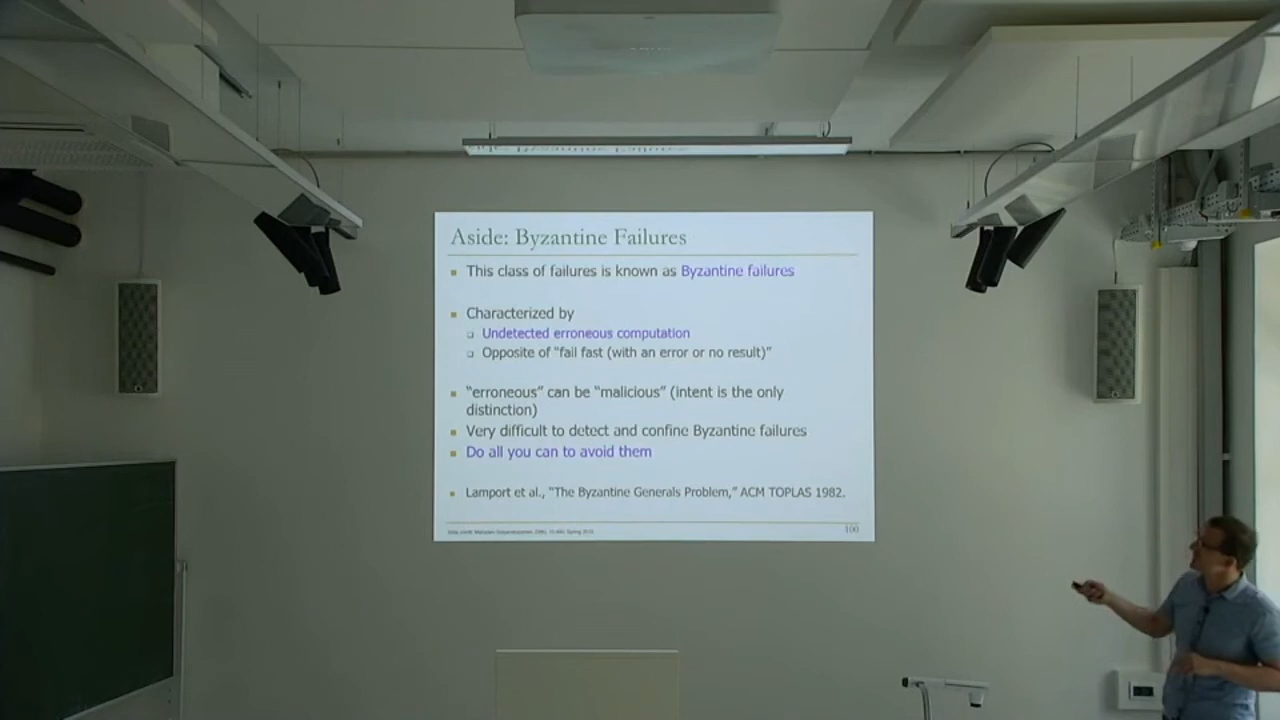 Aside: Byzantine Failures
This class of failures is known as Byzantine failures
Characterized by
Undetected erroneous computation
Opposite of “fail fast (with an error or no result)”
“erroneous” can be “malicious” (intent is the only
distinction)
Very difficult to detect and confine Byzantine failures
Do all you can to avoid them
Lamport et al., “The Byzantine Generals Problem,” ACM TOPLAS 1982.
100